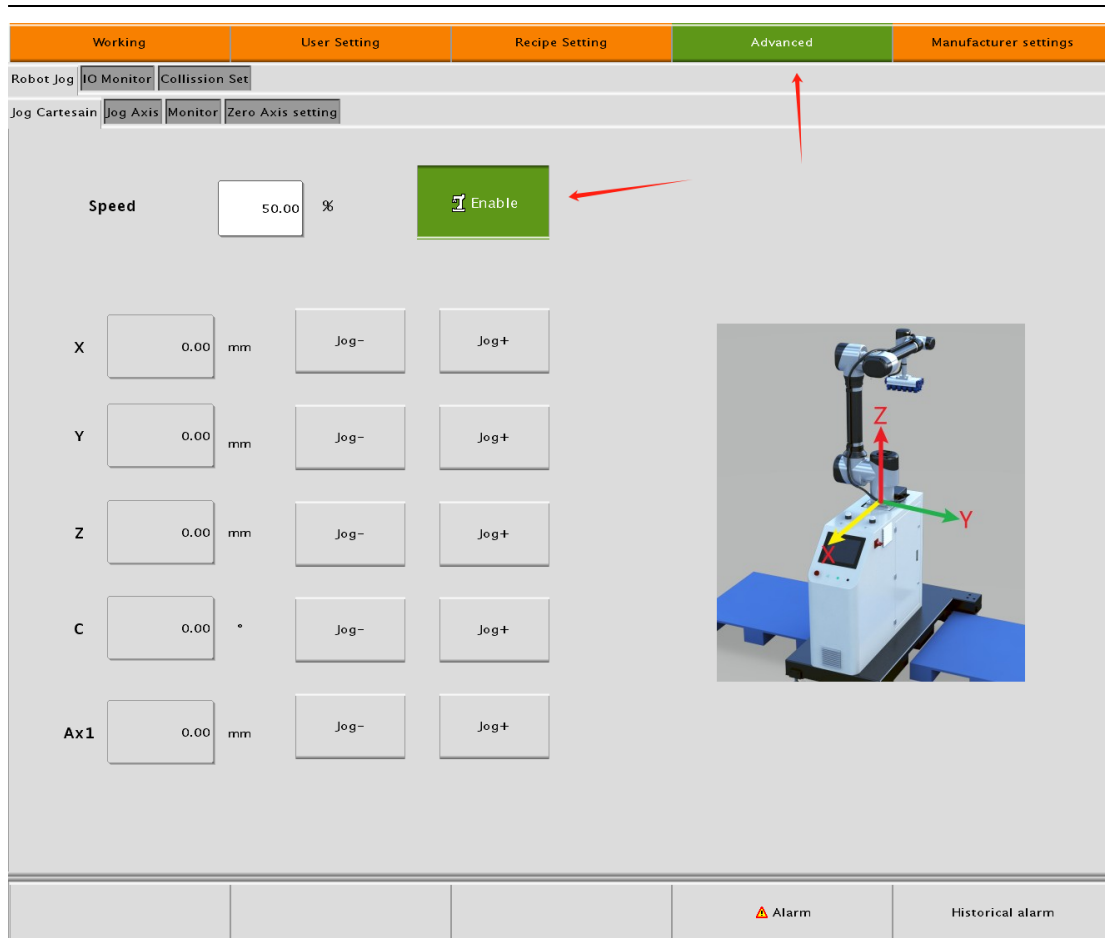 Working User Setting Recipe Setting Advanced Manufacturer settings
Robot Jog IO Monitor Collission Set
Jog Cartesain Jog Axis Monitor Zero Axis setting
Speed 50.00 % Enable
X 0.00 mm Jog- Jog+
Y 0.00 mm Jog- Jog+
Z 0.00 mm Jog- Jog+
C 0.00 ° Jog- Jog+
Ax1 0.00 mm Jog- Jog+
Z
Y
X
Alarm Historical alarm